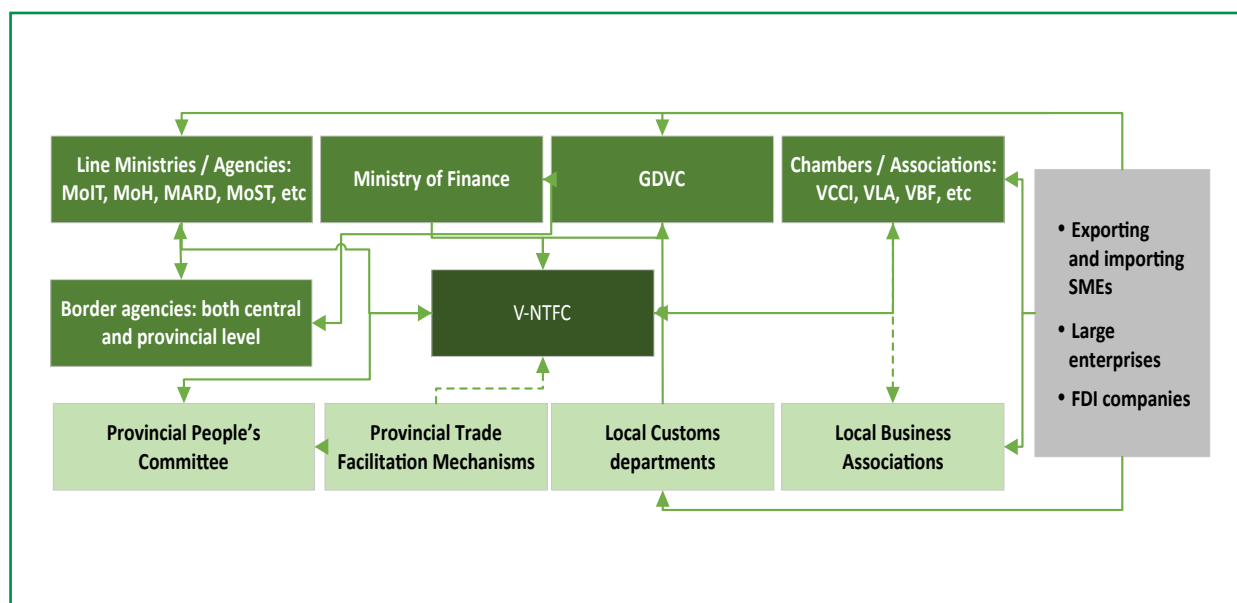 Line Ministries / Agencies:
MoIT, MoH, MARD, MoST, etc
Ministry of Finance
GDVC
Chambers / Associations:
VCCI, VLA, VBF, etc
• Exporting
and importing
SMEs
• Large
enterprises
• FDI companies
Border agencies: both central
and provincial level
V-NTFC
Provincial People’s
Committee
Provincial Trade
Facilitation Mechanisms
Local Customs
departments
Local Business
Associations